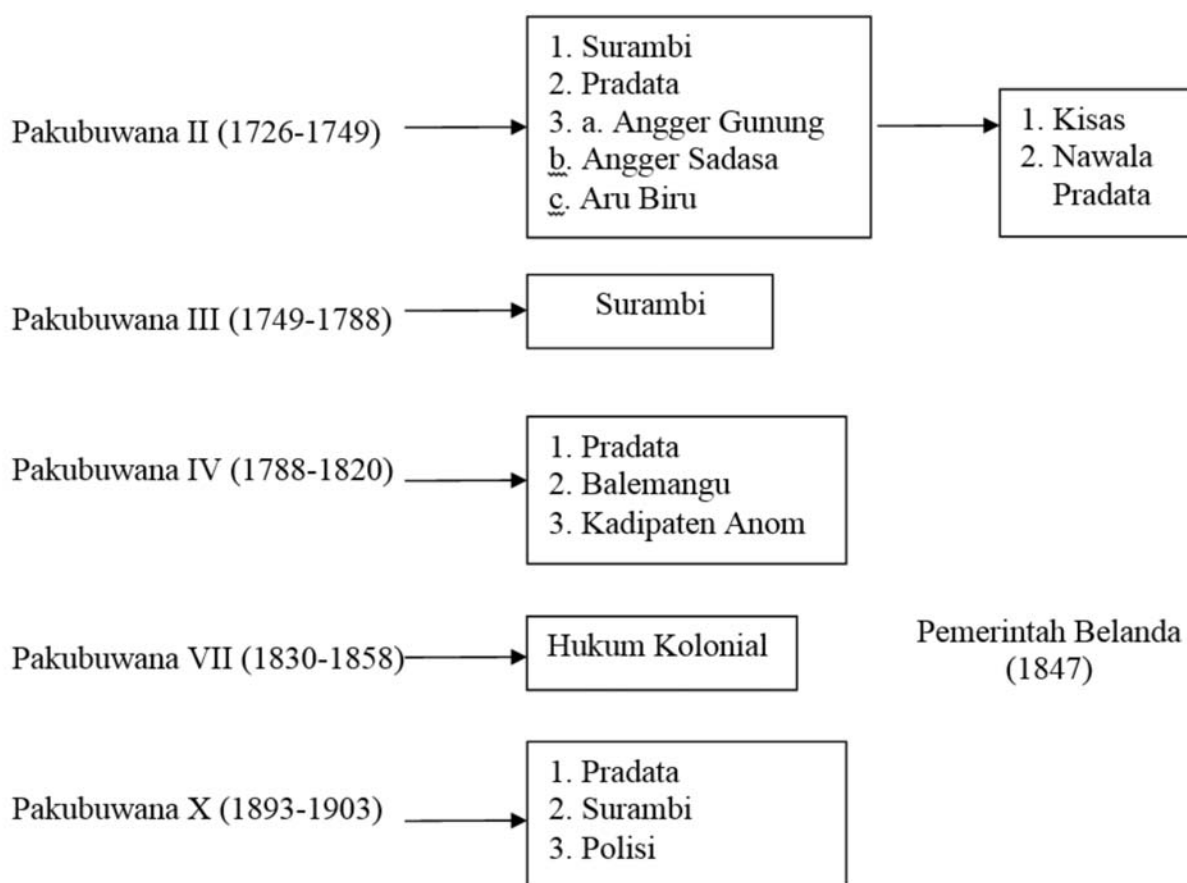 Pakubuwana II (1726-1749)
1. Surambi
2. Pradata
3. a. Angger Gunung
b. Angger Sadasa
c. Aru Biru
1. Kisas
2. Nawala
Pradata
Pakubuwana III (1749-1788)
Surambi
Pakubuwana IV (1788-1820)
1. Pradata
2. Balemangu
3. Kadipaten Anom
Pakubuwana VII (1830-1858)
Hukum Kolonial
Pemerintah Belanda
(1847)
Pakubuwana X (1893-1903)
1. Pradata
2. Surambi
3. Polisi